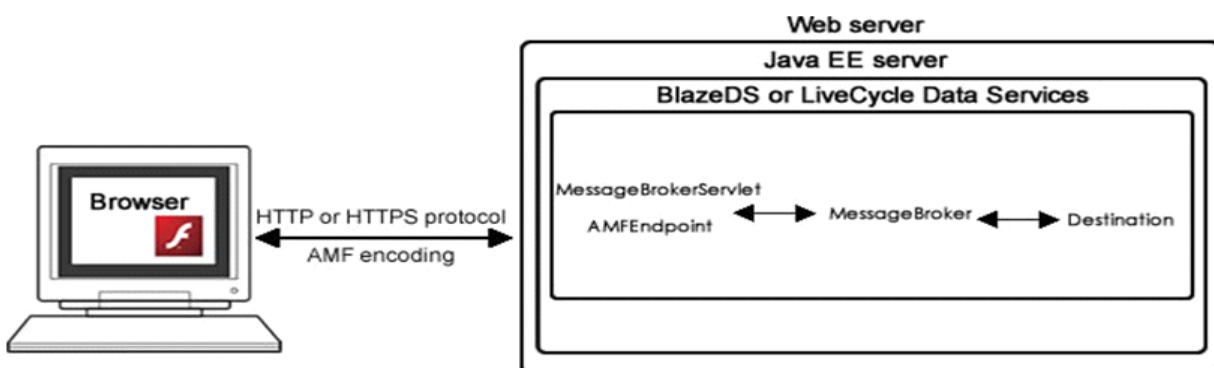 Web server
Java EE server
BlazeDS or LiveCycle Data Services
Browser
HTTP or HTTPS protocol
AMF encoding
MessageBrokerServlet
AMFEndpoint
MessageBroker
Destination